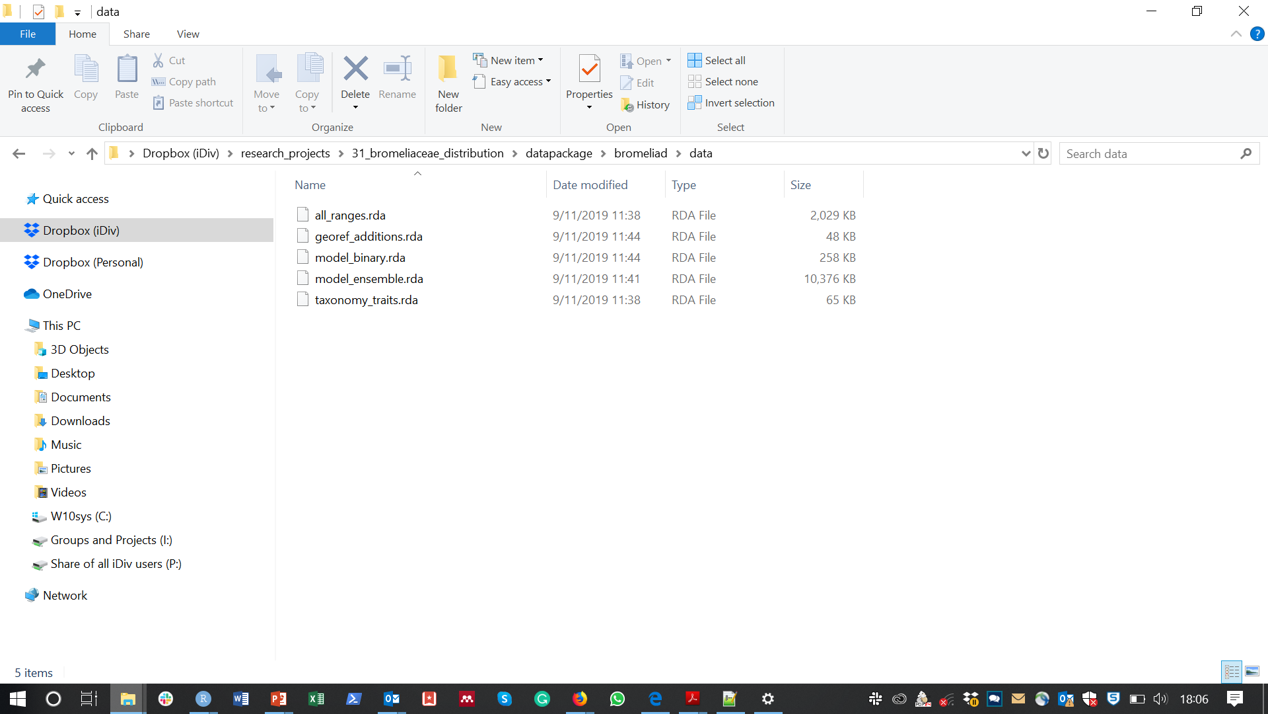 data
File Home Share View
Pin to Quick access
Copy
Paste
Cut
Copy path
Paste shortcut
Clipboard
Move to
Copy to
Delete
Rename
Organize
New folder
New item
Easy access
New
Properties
Open
Edit
History
Open
Select all
Select none
Invert selection
Select
Dropbox (iDiv) > research_projects > 31_bromeliaceae_distribution > datapackage > bromeliad > data
Search data
Quick access
Dropbox (iDiv)
Dropbox (Personal)
OneDrive
This PC
3D Objects
Desktop
Documents
Downloads
Music
Pictures
Videos
W10sys (C:)
Groups and Projects (I:)
Share of all iDiv users (P:)
Network
Name Date modified Type Size
all_ranges.rda 9/11/2019 11:38 RDA File 2,029 KB
georef_additions.rda 9/11/2019 11:44 RDA File 48 KB
model_binary.rda 9/11/2019 11:44 RDA File 258 KB
model_ensemble.rda 9/11/2019 11:41 RDA File 10,376 KB
taxonomy_traits.rda 9/11/2019 11:38 RDA File 65 KB
5 items
18:06